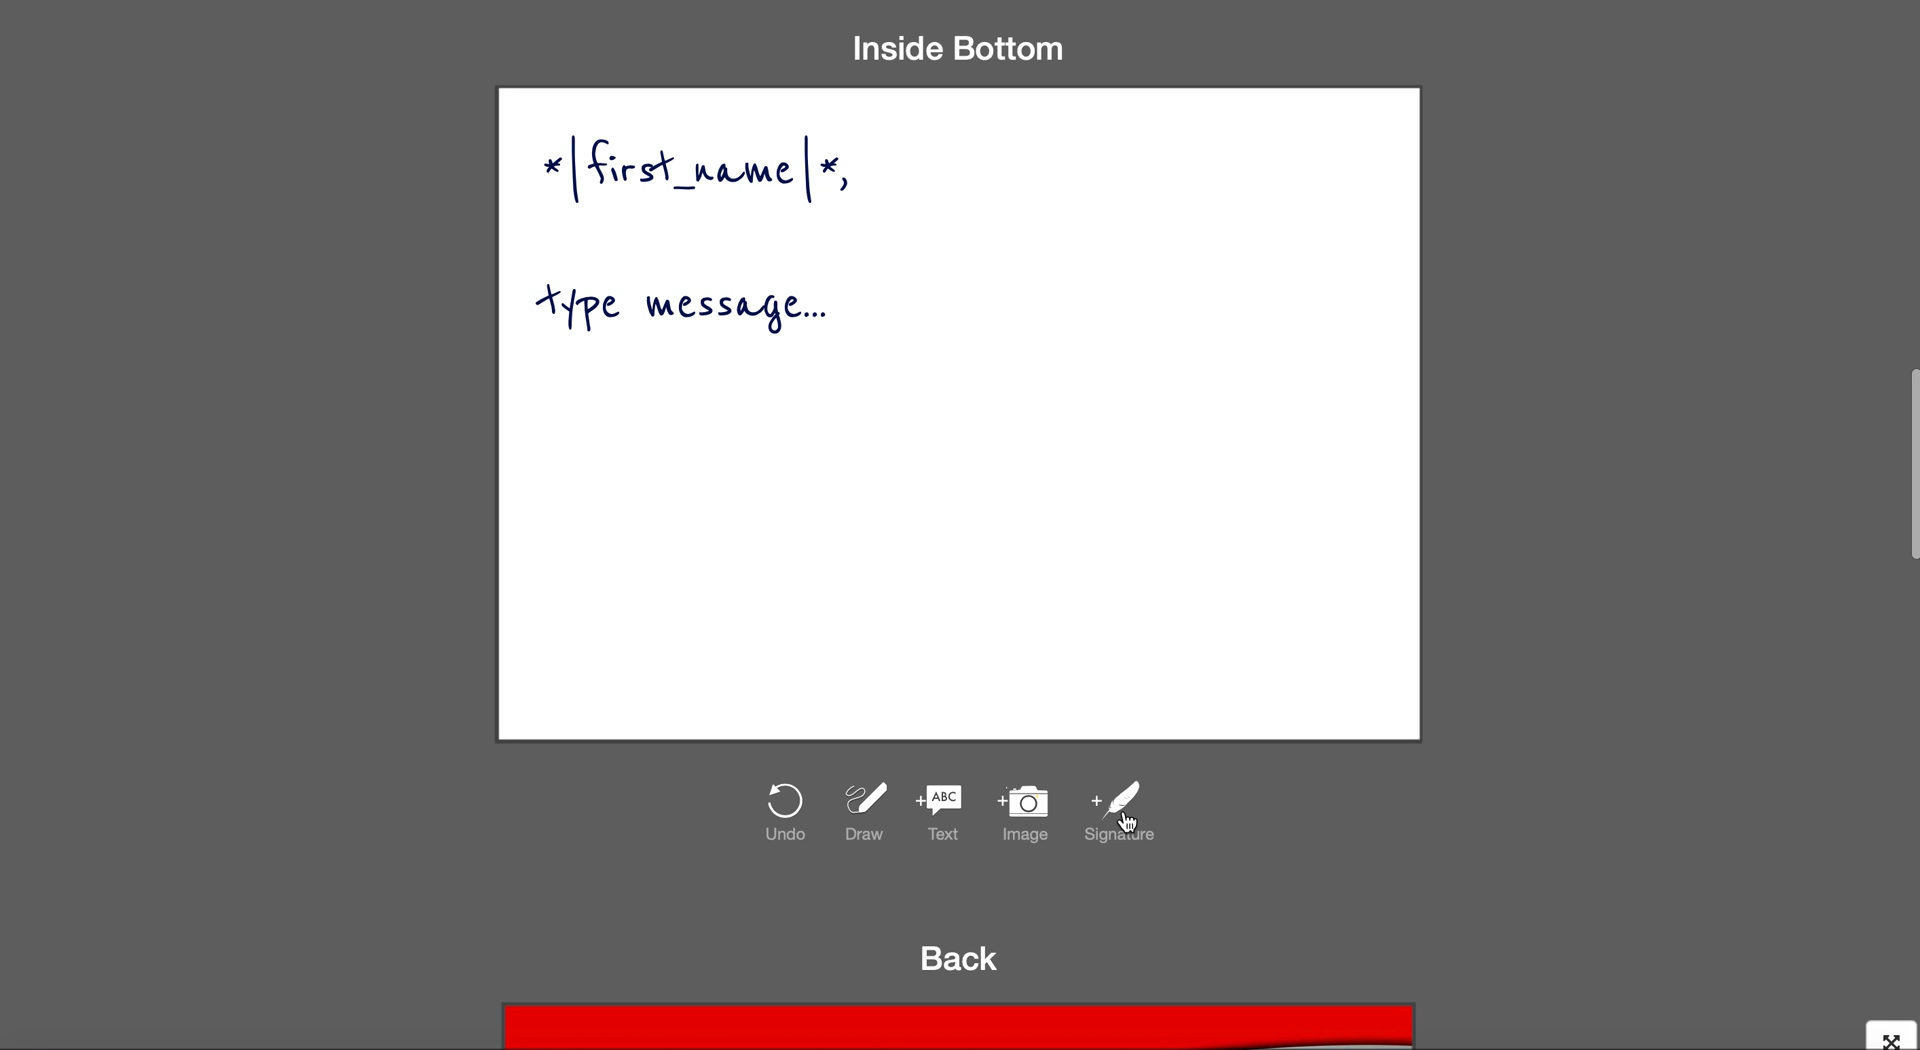 Inside Bottom
*|first_name|*,
type message...
Undo
Draw
+ ABC
Text
+
Image
+
Signature
Back